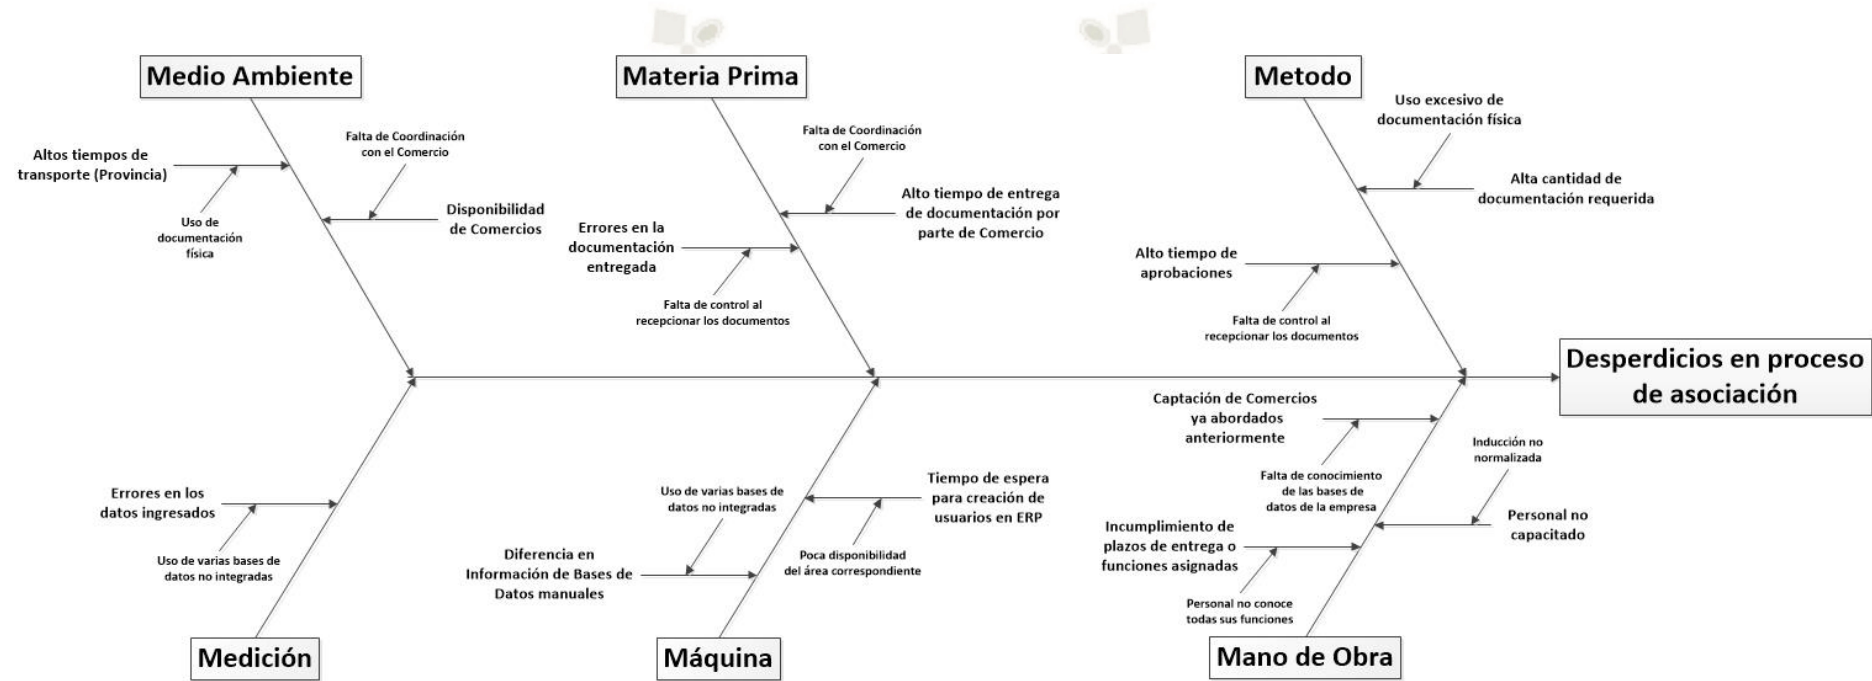 Medio Ambiente
Altos tiempos de
transporte (Provincia)
Uso de
documentación
física
Falta de Coordinación
con el Comercio
Disponibilidad
de Comercios
Materia Prima
Falta de Coordinación
con el Comercio
Alto tiempo de entrega
de documentación por
parte de Comercio
Errores en la
documentación
entregada
Falta de control al
recepcionar los documentos
Metodo
Uso excesivo de
documentación física
Alta cantidad de
documentación requerida
Alto tiempo de
aprobaciones
Falta de control al
recepcionar los documentos
Desperdicios en proceso
de asociación
Errores en los
datos ingresados
Uso de varias bases de
datos no integradas
Medición
Uso de varias bases de
datos no integradas
Diferencia en
Información de Bases de
Datos manuales
Tiempo de espera
para creación de
usuarios en ERP
Poca disponibilidad
del área correspondiente
Máquina
Captación de Comercios
ya abordados
anteriormente
Falta de conocimiento
de las bases de
datos de la empresa
Inducción no
normalizada
Personal no
capacitado
Incumplimiento de
plazos de entrega o
funciones asignadas
Personal no conoce
todas sus funciones
Mano de Obra